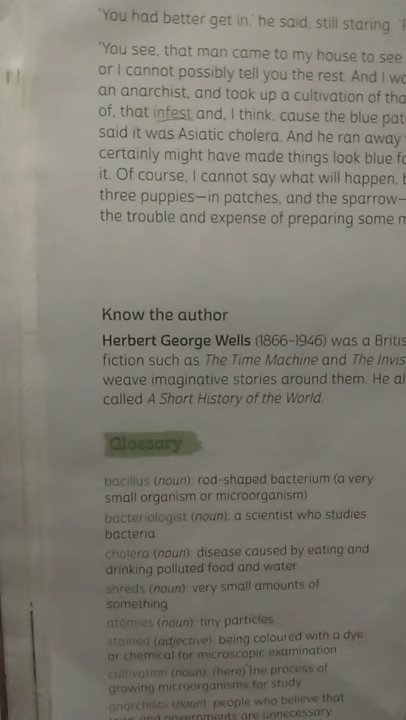 'You had better get in,' he said, still staring.
'You see, that man came to my house to see
or I cannot possibly tell you the rest. And I
an anarchist, and took up a cultivation of
of, that infest and, I think, cause the blue
said it was Asiatic cholera. And he ran away
certainly might have made things look blue
it. Of course, I cannot say what will happen,
three puppies—in patches, and the sparrow—
the trouble and expense of preparing some
Know the author
Herbert George Wells (1866-1946) was a
fiction such as The Time Machine and The
weave imaginative stories around them. He
called A Short History of the World.
Glossary
bacillus (noun): rod-shaped bacterium (a very
small organism or microorganism)
bacteriologist (noun): a scientist who studies
bacteria
cholera (noun): disease caused by eating and
drinking polluted food and water
shreds (noun): very small amounts of
something
atomies (noun): tiny particles
stained (adjective): being coloured with a dye
or chemical for microscopic examination
cultivation (noun): (here) the process of
growing microorganisms for study
anarchists (noun): people who believe that
and governments are unnecessary